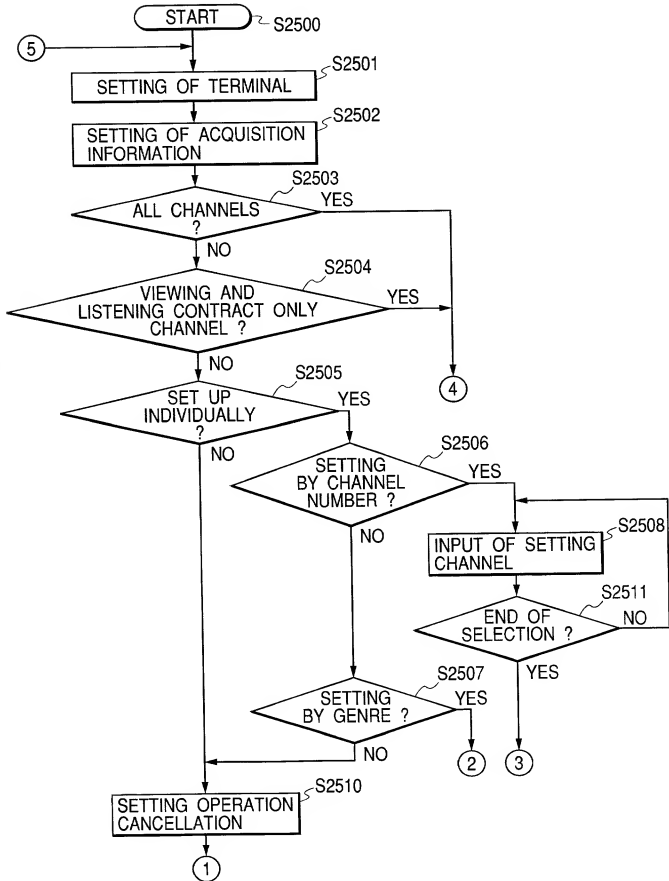 START
S2500
5
S2501
SETTING OF TERMINAL
S2502
SETTING OF ACQUISITION
INFORMATION
S2503
ALL CHANNELS
?
YES
NO
S2504
VIEWING AND
LISTENING CONTRACT ONLY
CHANNEL ?
YES
NO
4
S2505
SET UP
INDIVIDUALLY
?
YES
NO
S2506
SETTING
BY CHANNEL
NUMBER ?
YES
NO
S2508
INPUT OF SETTING
CHANNEL
S2511
END OF
SELECTION ?
NO
YES
S2507
SETTING
BY GENRE ?
YES
NO
2
3
S2510
SETTING OPERATION
CANCELLATION
1